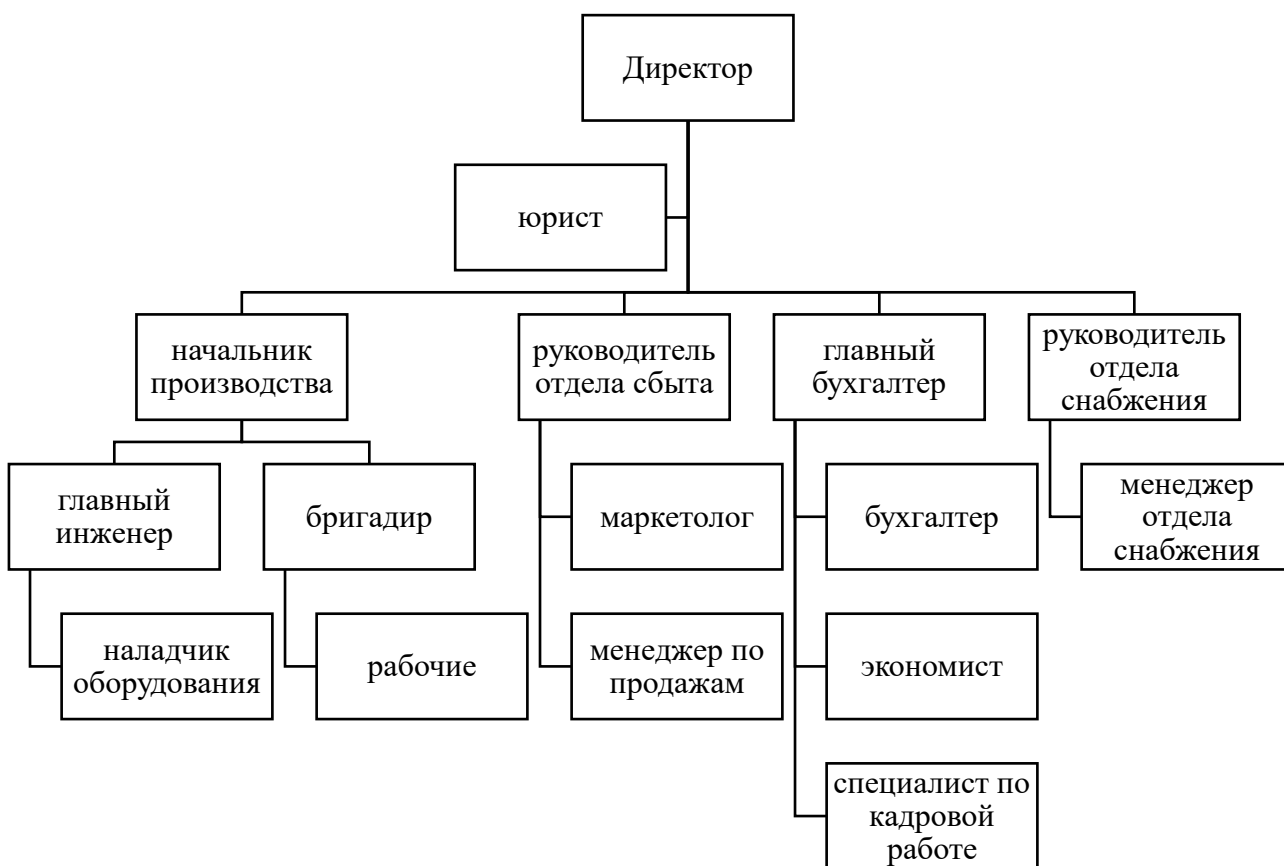 Директор
юрист
начальник
производства
руководитель
отдела сбыта
главный
бухгалтер
руководитель
отдела
снабжения
главный
инженер
бригадир
маркетолог
бухгалтер
менеджер
отдела
снабжения
наладчик
оборудования
рабочие
менеджер по
продажам
экономист
специалист по
кадровой
работе